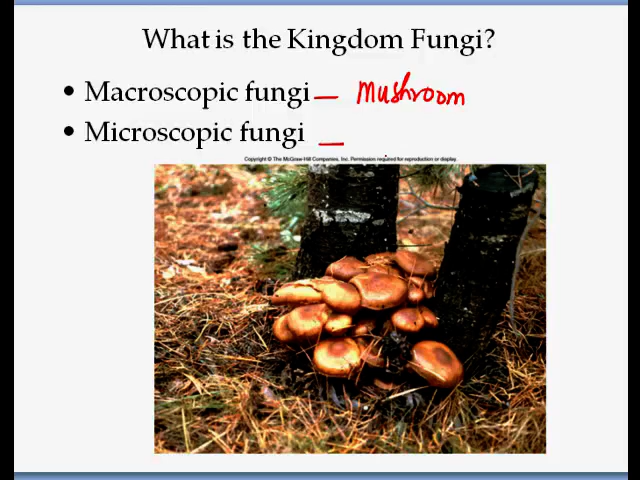 What is the Kingdom Fungi?
• Macroscopic fungi – Mushroom
• Microscopic fungi –
Copyright © The McGraw-Hill Companies, Inc. Permission required for reproduction or display.